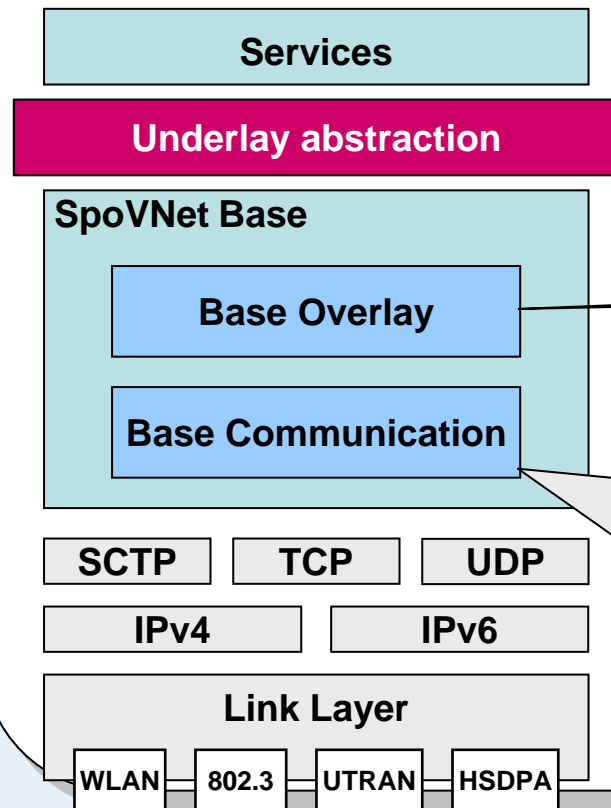 Services
Underlay abstraction
SpoVNet Base
Base Overlay
Base Communication
SCTP TCP UDP
IPv4 IPv6
Link Layer
WLAN 802.3 UTRAN HSDPA